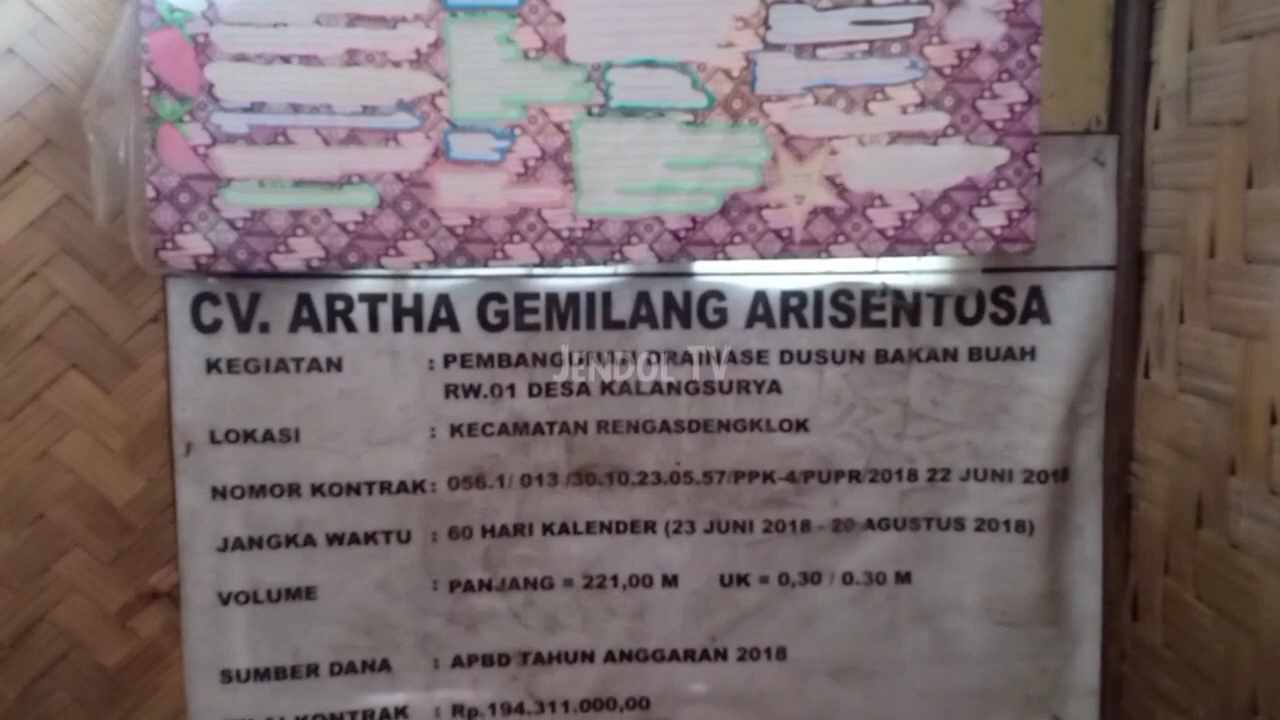 CV. ARTHA GEMILANG ARISENTOSA
KEGIATAN : PEMBANGUNAN DRAINASE DUSUN BAKAN BUAH
RW.01 DESA KALANGSURYA
JENDOL TV
LOKASI : KECAMATAN RENGASDENGKLOK
NOMOR KONTRAK : 056.1/ 013 /30.10.23.05.57/PPK-4/PUPR/2018 22 JUNI 2018
JANGKA WAKTU : 60 HARI KALENDER (23 JUNI 2018 - 20 AGUSTUS 2018)
VOLUME : PANJANG = 221,00 M UK = 0,30 / 0.30 M
SUMBER DANA : APBD TAHUN ANGGARAN 2018
KONTRAK : Rp.194.311.000,00